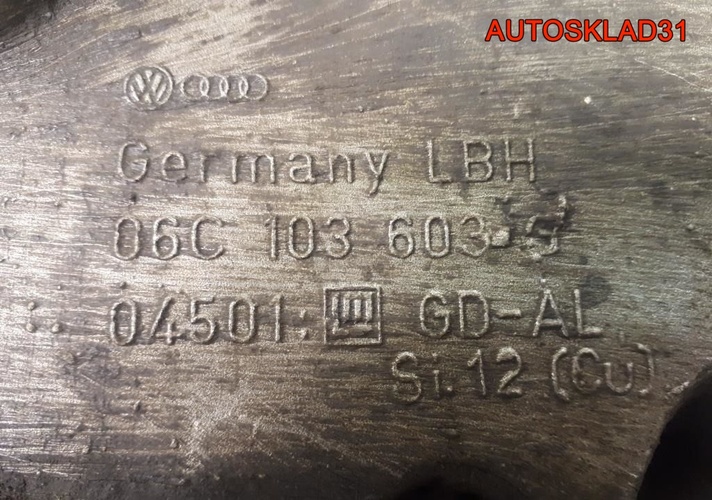 AUTOSKLAD31
Germany LBH
06C 103 603
04501: GD-AL
Si.12 (Cu)